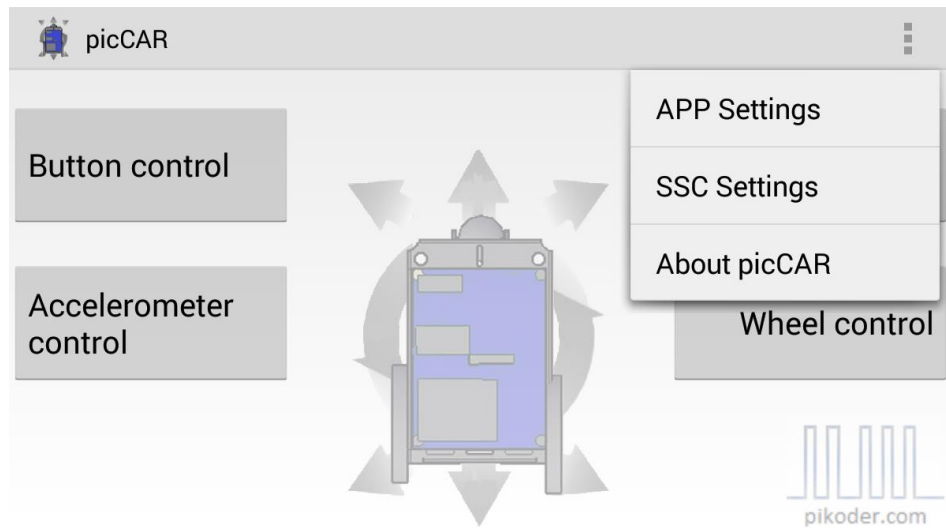 picCAR
APP Settings
Button control
SSC Settings
About picCAR
Accelerometer
control
Wheel control
pikoder.com